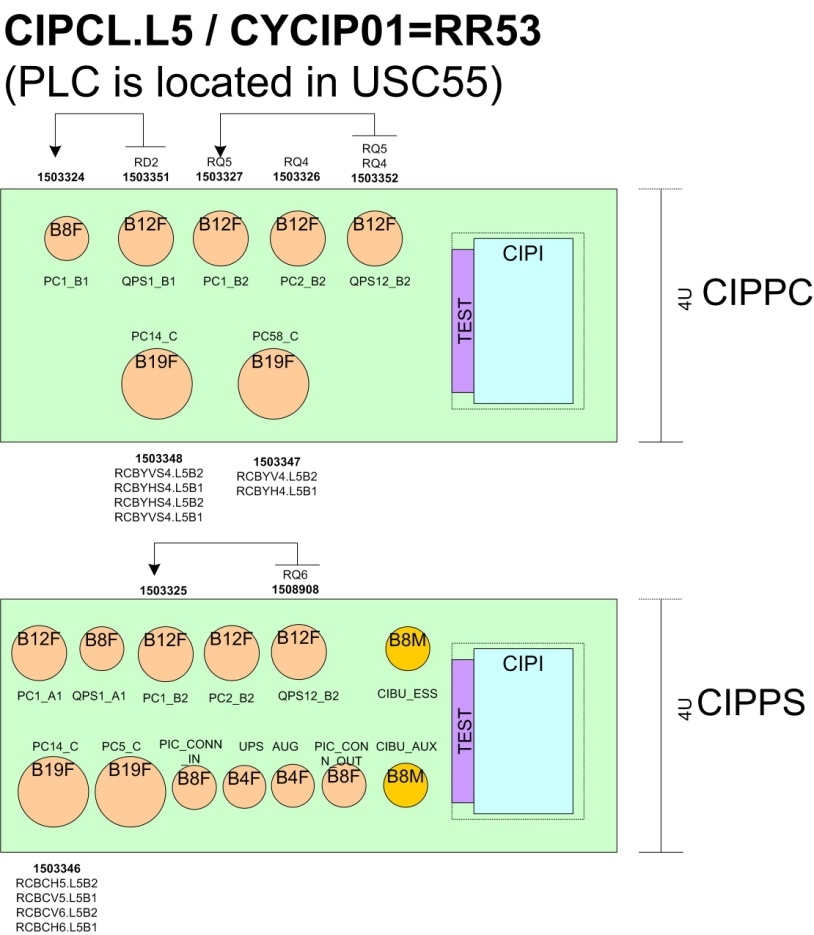 CIPCL.L5 / CYCIP01=RR53
(PLC is located in USC55)
RQ5
RD2 RQ5 RQ4 RQ4
1503324 1503351 1503327 1503326 1503352
B8F B12F B12F B12F B12F
PC1_B1 QPS1_B1 PC1_B2 PC2_B2 QPS12_B2
CIPI
TEST
4U CIPPC
PC14_C PC58_C
B19F B19F
1503348 1503347
RCBYVS4.L5B2 RCBYV4.L5B2
RCBYHS4.L5B1 RCBYH4.L5B1
RCBYHS4.L5B2
RCBYVS4.L5B1
RQ6
1503325 1508908
B12F B8F B12F B12F B12F B8M
PC1_A1 QPS1_A1 PC1_B2 PC2_B2 QPS12_B2 CIBU_ESS
CIPI
TEST
4U CIPPS
PC14_C PC5_C PIC_CONN
_IN UPS AUG PIC_CON
N_OUT CIBU_AUX
B19F B19F B8F B4F B4F B8F B8M
1503346
RCBCH5.L5B2
RCBCV5.L5B1
RCBCV6.L5B2
RCBCH6.L5B1